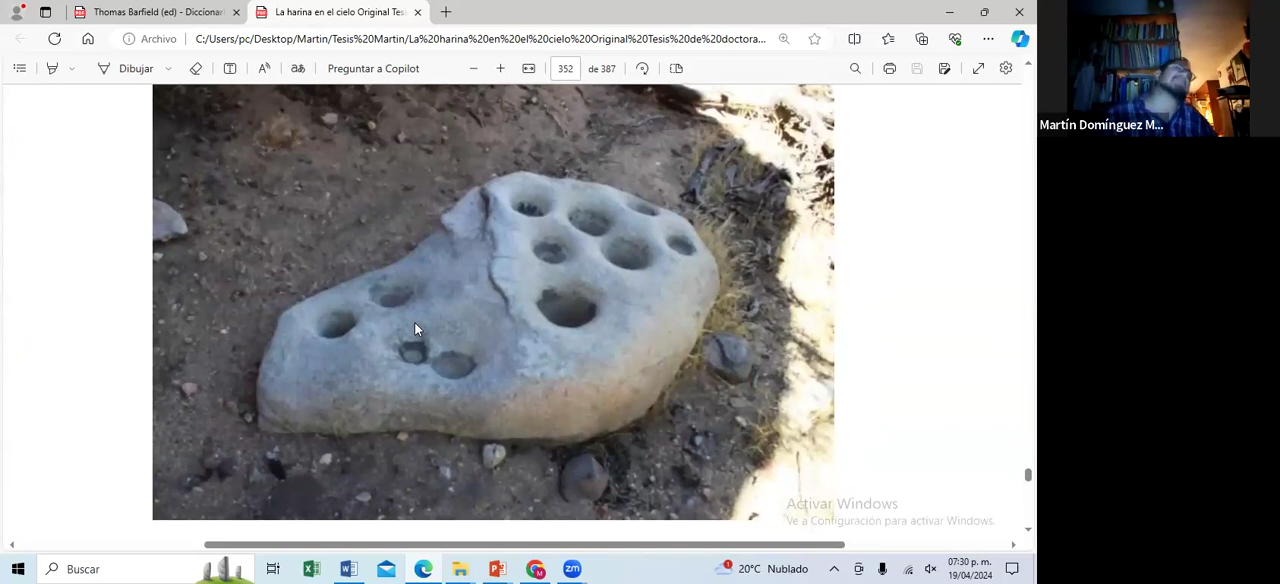 Thomas Barfield (ed) - Diccionar
La harina en el cielo Original Tes
Archivo
C:/Users/pc/Desktop/Martin/Tesis%20Martin/La%20harina%20en%20el%20cielo%20Original%20Tesis%20de%20doctora...
Dibujar
Preguntar a Copilot
352
de 387
Martín Domínguez M...
Activar Windows
Ve a Configuración para activar Windows.
Buscar
20°C Nublado
07:30 p. m.
19/04/2024